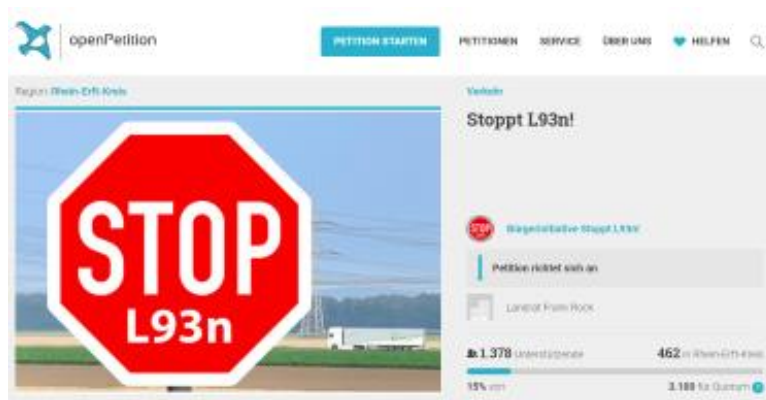 openPetition
PETITION STARTEN
PETITIONEN
SERVICE
ÜBER UNS
HELFEN
Region: Rhein-Erft-Kreis
Verkehr
Stoppt L93n!
STOP
L93n
STOP
Bürgerinitiative Stoppt L93n!
Petition richtet sich an
Landrat Frank Rock
1.378 Unterstützende
462 in Rhein-Erft-Kreis
15% von
3.100 für Quorum